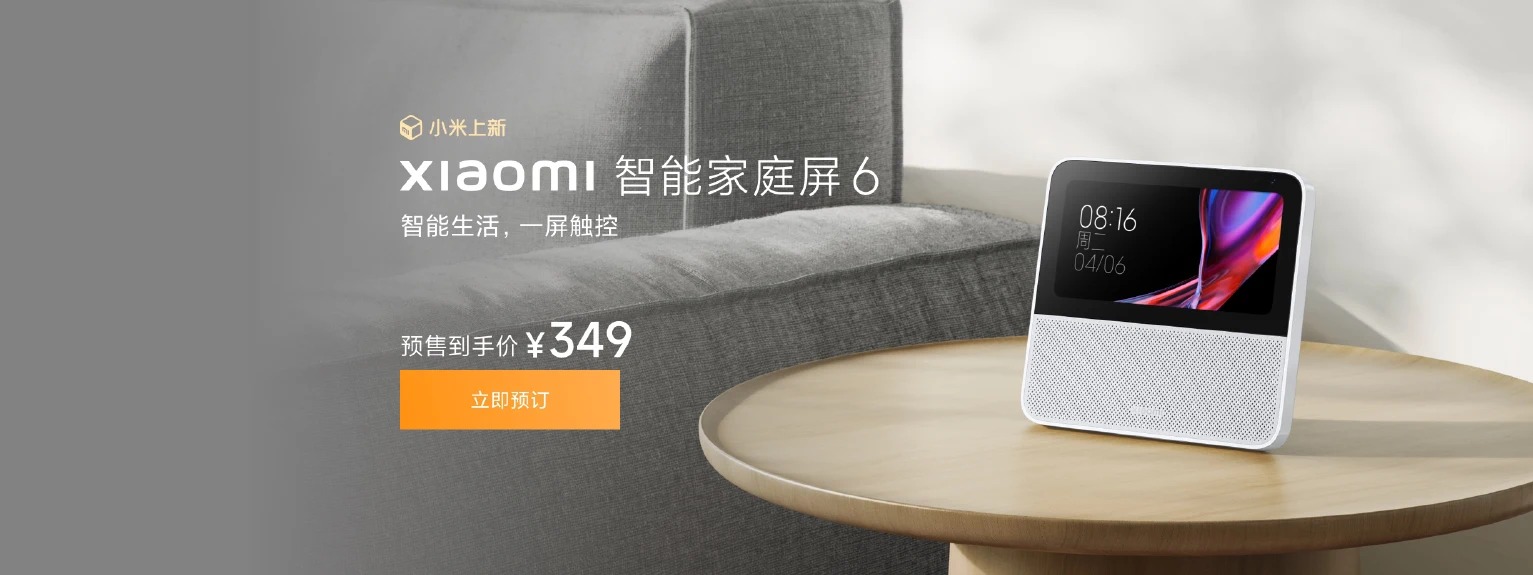 小米上新
xiaomi 智能家庭屏 6
智能生活，一屏触控
预售到手价 ¥349
立即预订
08:16
周二
04/06